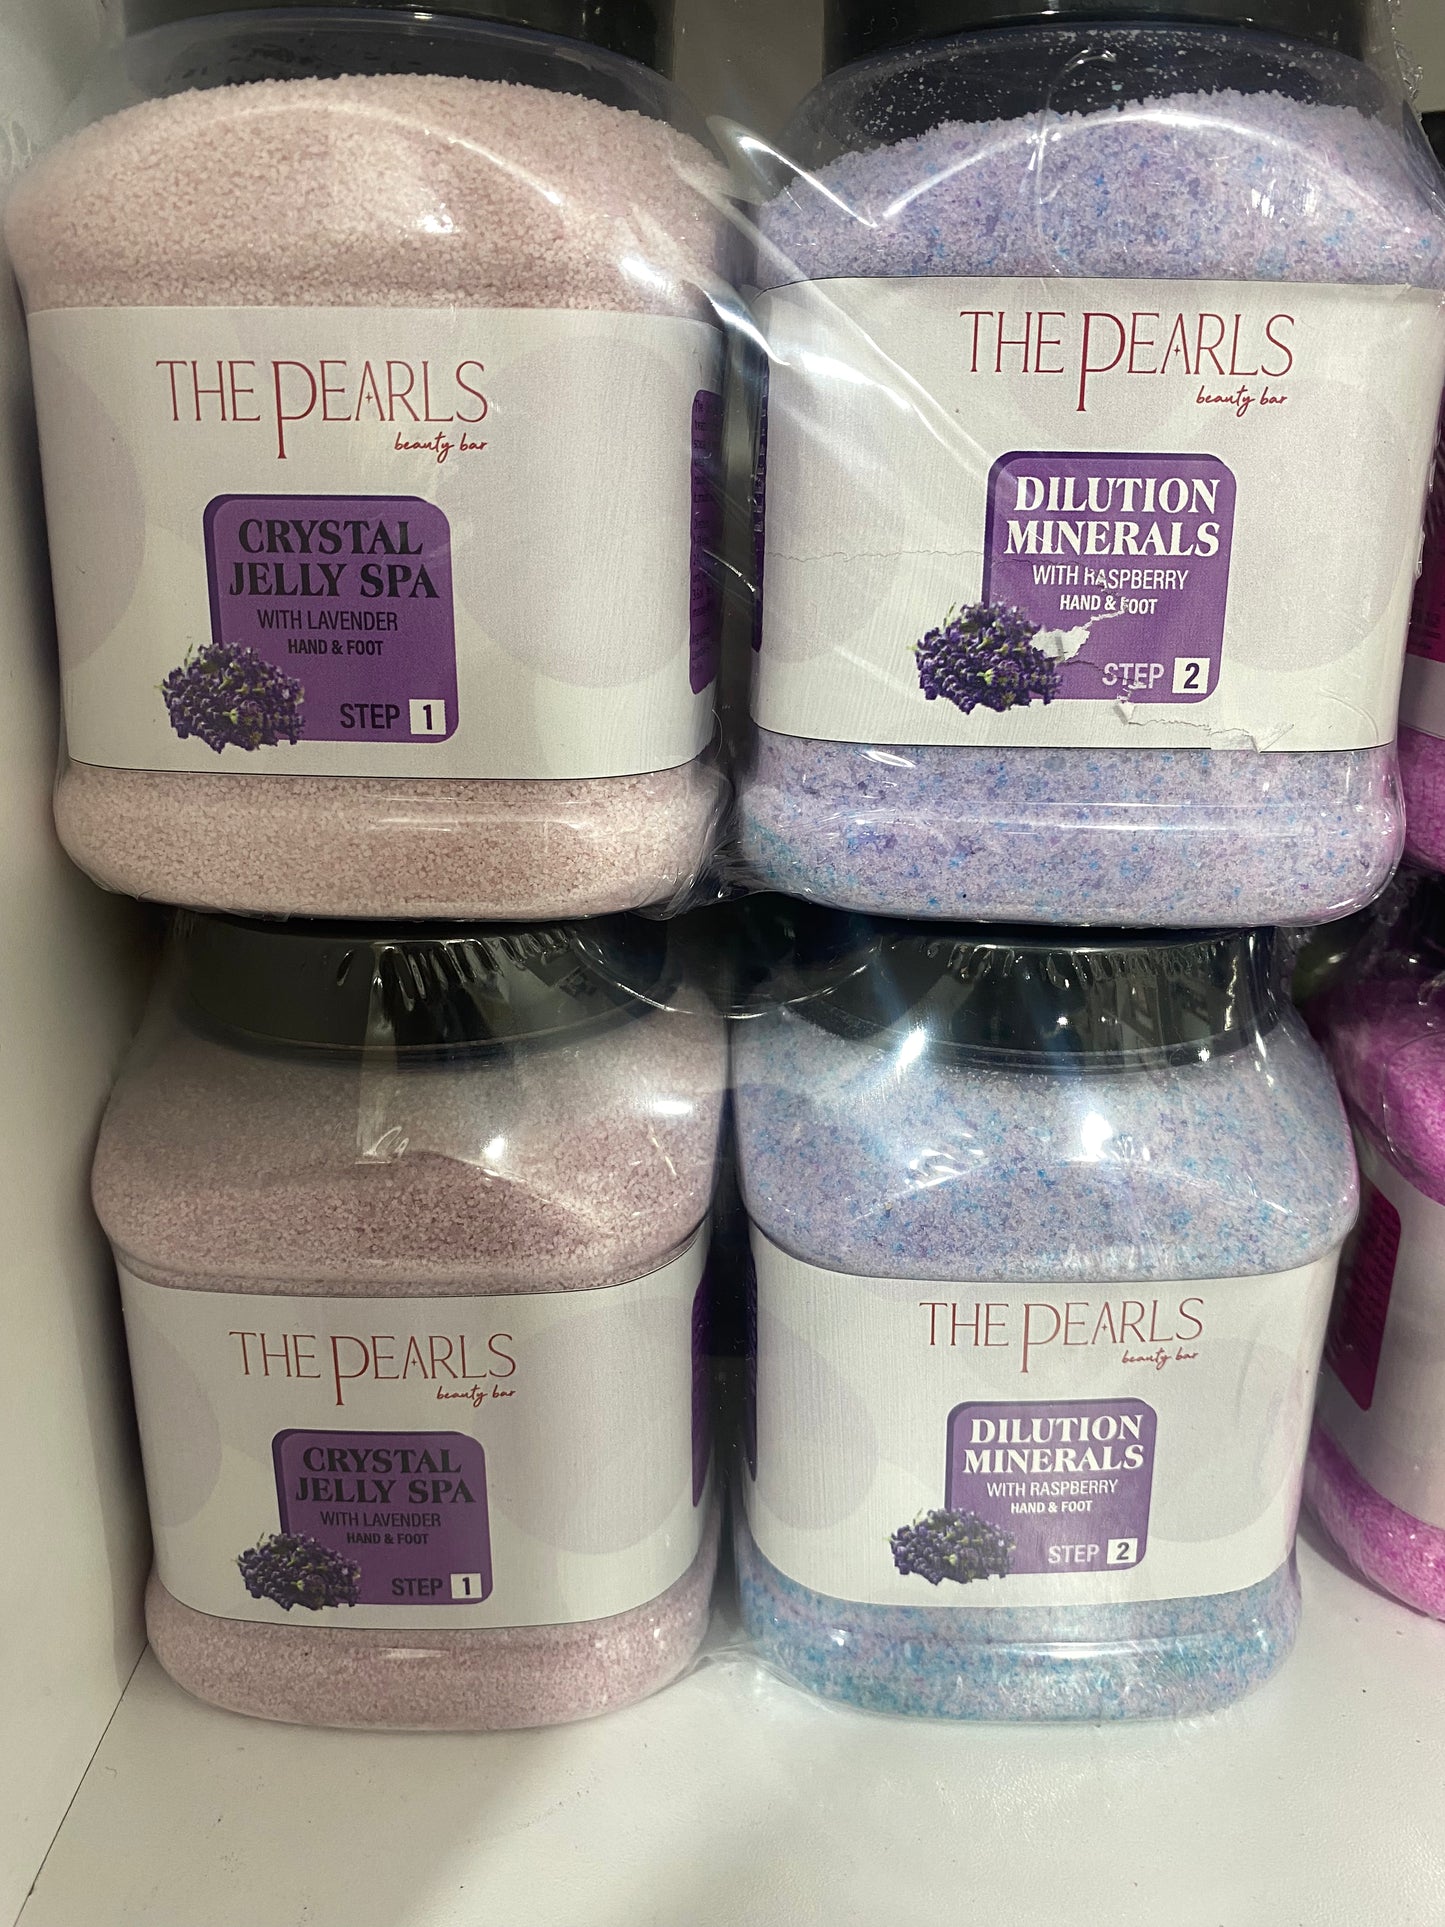 THE PEARLS
beauty bar
CRYSTAL
JELLY SPA
WITH LAVENDER
HAND & FOOT
STEP 1
THE PEARLS
beauty bar
DILUTION
MINERALS
WITH RASPBERRY
HAND & FOOT
STEP 2
THE PEARLS
beauty bar
CRYSTAL
JELLY SPA
WITH LAVENDER
HAND & FOOT
STEP 1
THE PEARLS
beauty bar
DILUTION
MINERALS
WITH RASPBERRY
HAND & FOOT
STEP 2